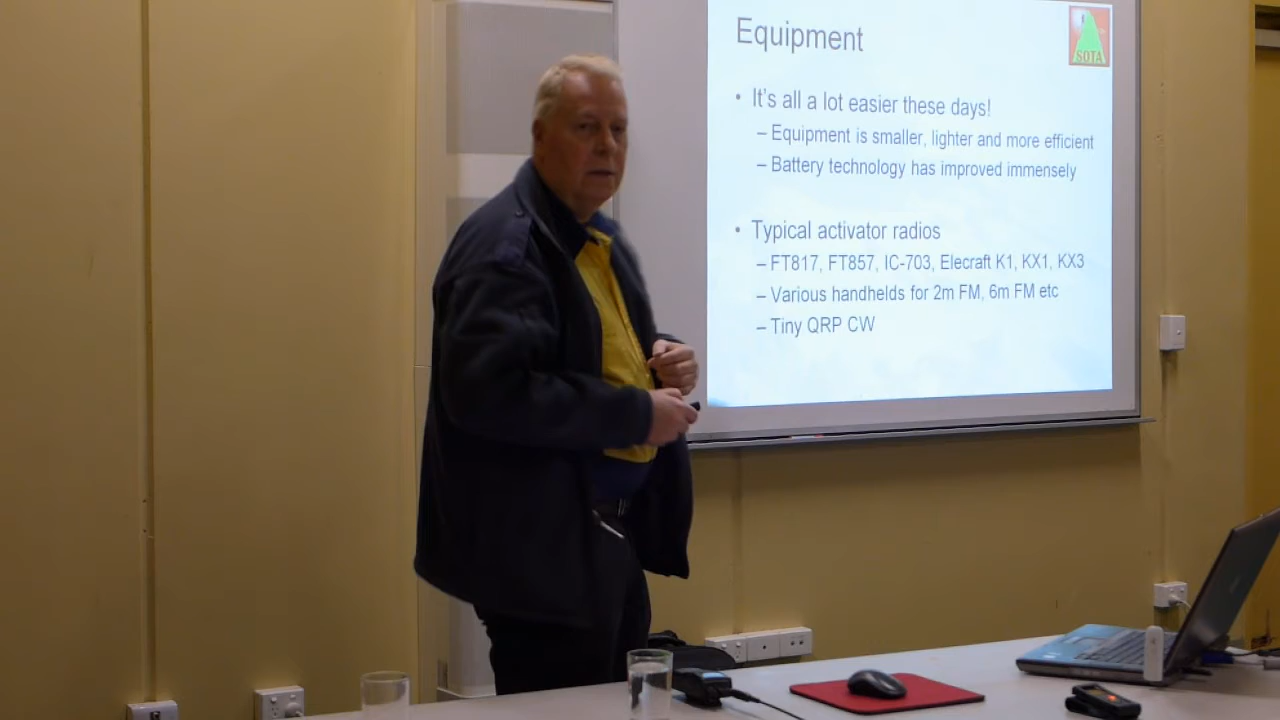 Equipment
SOTA
• It's all a lot easier these days!
– Equipment is smaller, lighter and more efficient
– Battery technology has improved immensely
• Typical activator radios
– FT817, FT857, IC-703, Elecraft K1, KX1, KX3
– Various handhelds for 2m FM, 6m FM etc
– Tiny QRP CW